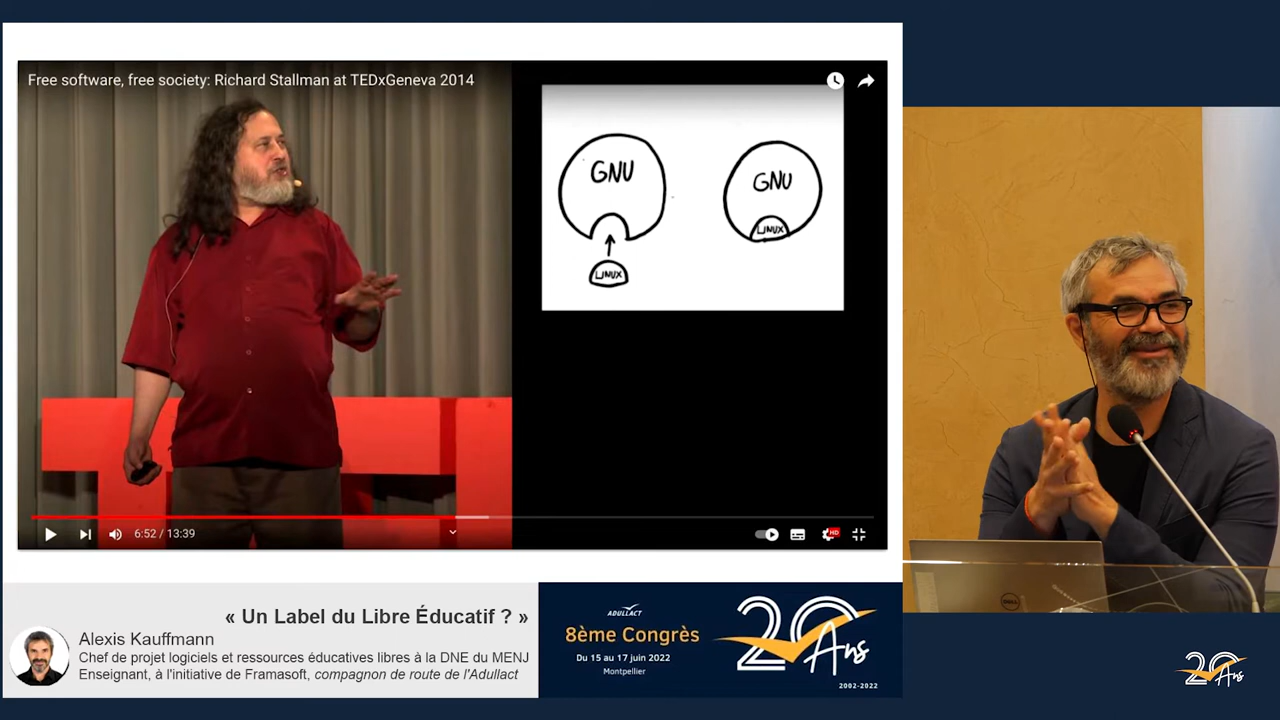 Free software, free society: Richard Stallman at TEDxGeneva 2014
GNU
GNU
LINUX
LINUX
6:52 / 13:39
HD
« Un Label du Libre Éducatif ? »
Alexis Kauffmann
Chef de projet logiciels et ressources éducatives libres à la DNE du MENJ
Enseignant, à l'initiative de Framasoft, compagnon de route de l'Adullact
ADULLACT
8ème Congrès
Du 15 au 17 juin 2022
Montpellier
20
Ans
2002-2022
DELL
20
Ans